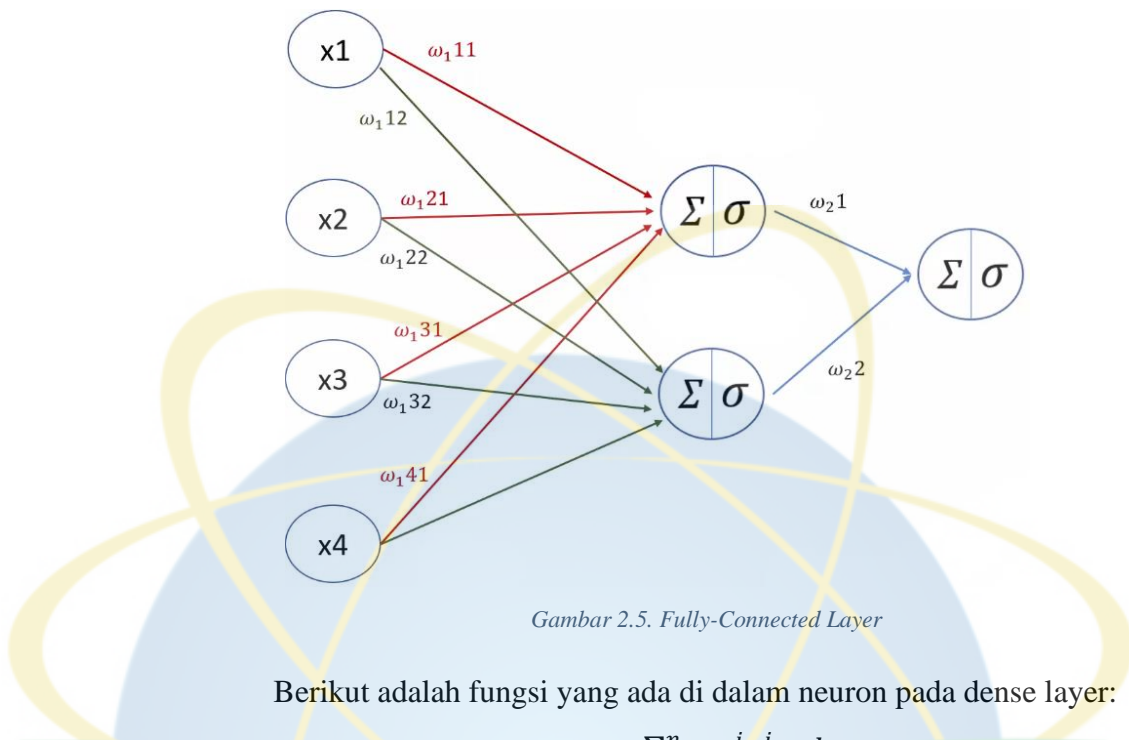 x1
ω₁11
ω₁12
x2
ω₁21
ω₁22
Σ σ
ω₂1
Σ σ
x3
ω₁31
ω₁32
Σ σ
ω₂2
x4
ω₁41
Gambar 2.5. Fully-Connected Layer
Berikut adalah fungsi yang ada di dalam neuron pada dense layer: